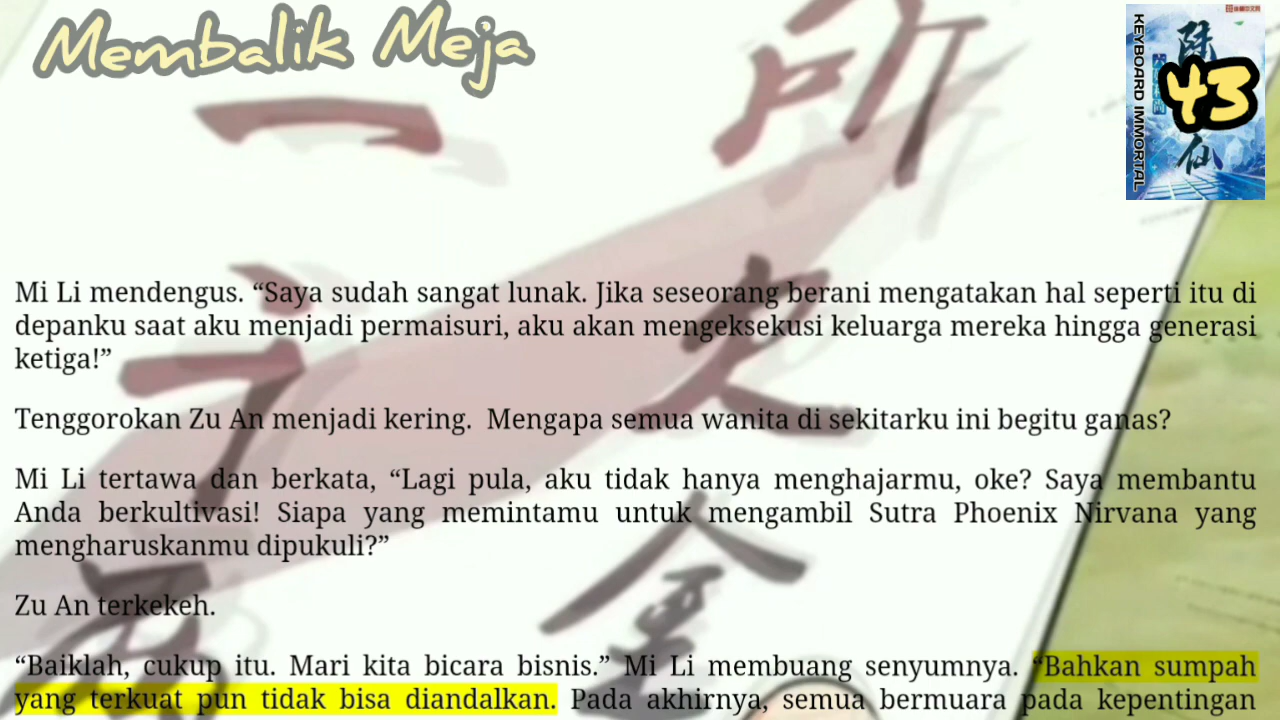 Membalik Meja
KEYBOARD IMMORTAL
43
仙
一
所
夫
金
Mi Li mendengus. “Saya sudah sangat lunak. Jika seseorang berani mengatakan hal seperti itu di
depanku saat aku menjadi permaisuri, aku akan mengeksekusi keluarga mereka hingga generasi
ketiga!”
Tenggorokan Zu An menjadi kering.  Mengapa semua wanita di sekitarku ini begitu ganas?
Mi Li tertawa dan berkata, “Lagi pula, aku tidak hanya menghajarmu, oke? Saya membantu
Anda berkultivasi! Siapa yang memintamu untuk mengambil Sutra Phoenix Nirvana yang
mengharuskanmu dipukuli?”
Zu An terkekeh.
“Baiklah, cukup itu. Mari kita bicara bisnis.” Mi Li membuang senyumnya. “Bahkan sumpah
yang terkuat pun tidak bisa diandalkan. Pada akhirnya, semua bermuara pada kepentingan